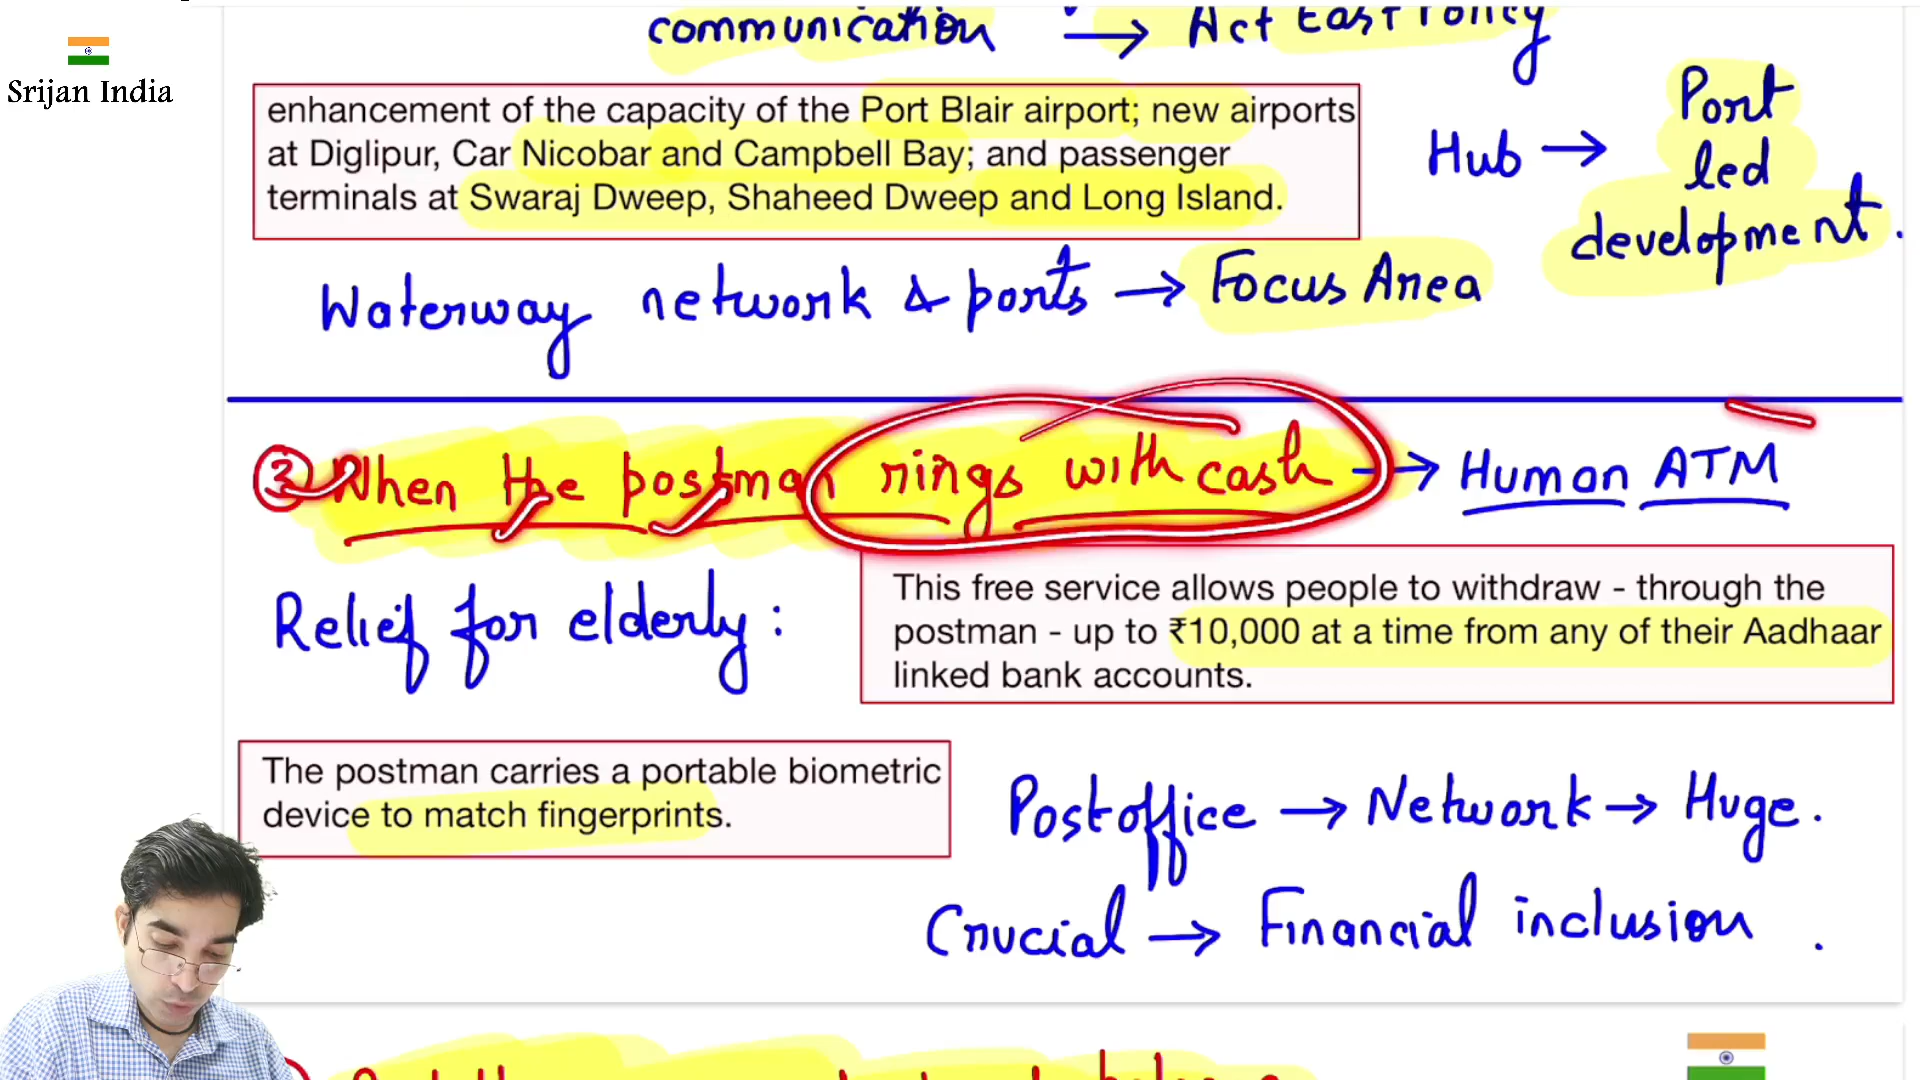 communication → Act East Policy
Srijan India
enhancement of the capacity of the Port Blair airport; new airports
at Diglipur, Car Nicobar and Campbell Bay; and passenger
terminals at Swaraj Dweep, Shaheed Dweep and Long Island.
Hub → Port
led
development.
Waterway network & ports → Focus Area
③ When the postman rings with cash → Human ATM
Relief for elderly:
This free service allows people to withdraw - through the
postman - up to ₹10,000 at a time from any of their Aadhaar
linked bank accounts.
The postman carries a portable biometric
device to match fingerprints.
Post office → Network → Huge.
Crucial → Financial inclusion.